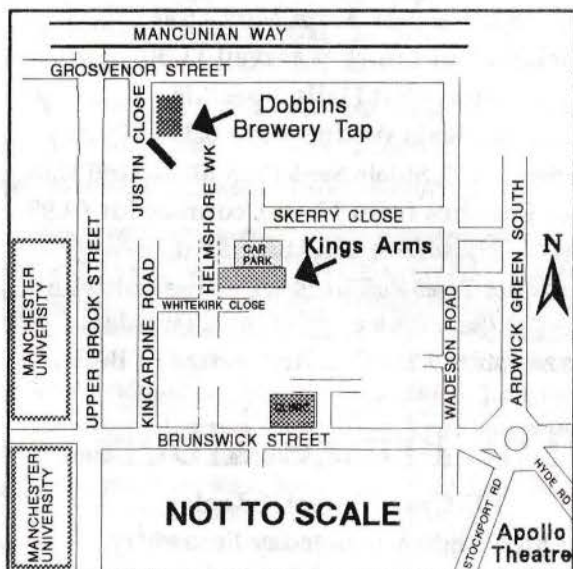 MANCUNIAN WAY
GROSVENOR STREET
JUSTIN CLOSE
Dobbins
Brewery Tap
HELMSHORE WK
SKERRY CLOSE
CAR
PARK
Kings Arms
N
MANCHESTER
UNIVERSITY
UPPER BROOK STREET
KINCARDINE ROAD
WHITEKIRK CLOSE
WADESON ROAD
ARDWICK GREEN SOUTH
CLINIC
BRUNSWICK STREET
MANCHESTER
UNIVERSITY
NOT TO SCALE
STOCKPORT RD
HYDE RD
Apollo
Theatre